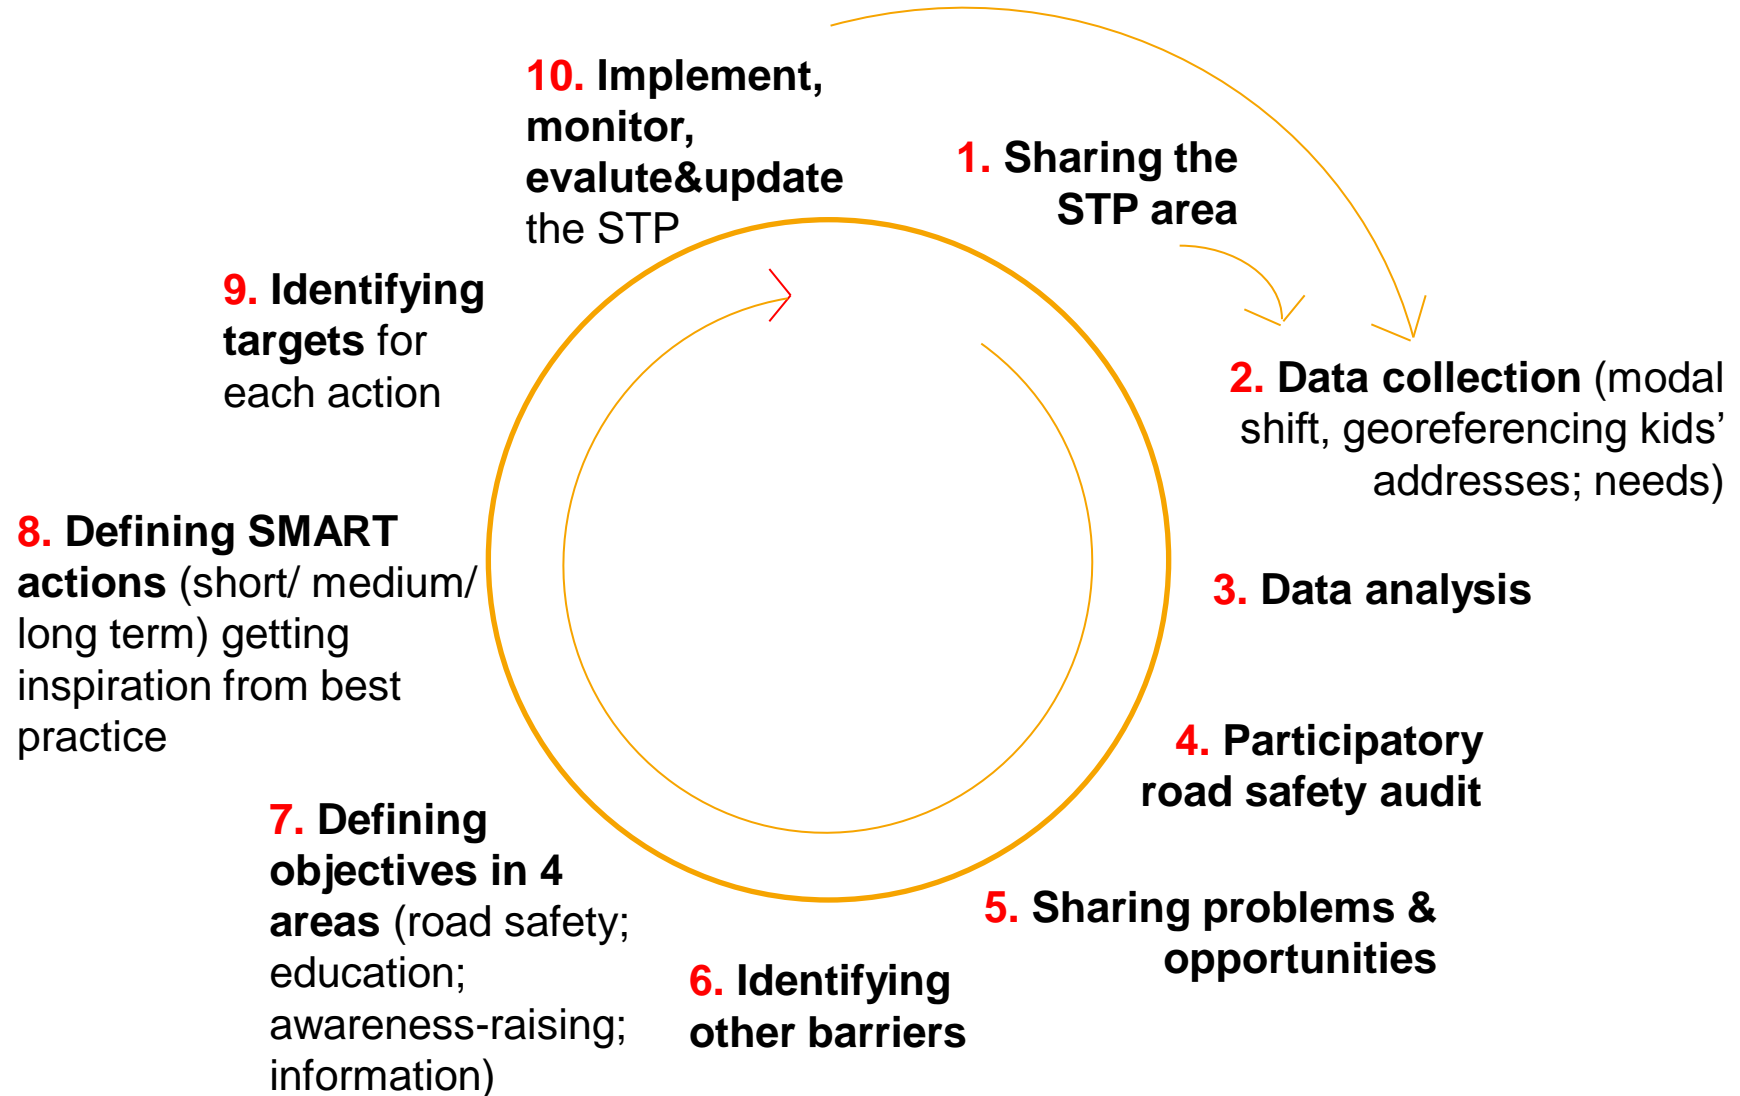 10. Implement,
monitor,
evalute&update
the STP
1. Sharing the
STP area
2. Data collection (modal
shift, georeferencing kids’
addresses; needs)
3. Data analysis
4. Participatory
road safety audit
5. Sharing problems &
opportunities
6. Identifying
other barriers
7. Defining
objectives in 4
areas (road safety;
education;
awareness-raising;
information)
8. Defining SMART
actions (short/ medium/
long term) getting
inspiration from best
practice
9. Identifying
targets for
each action